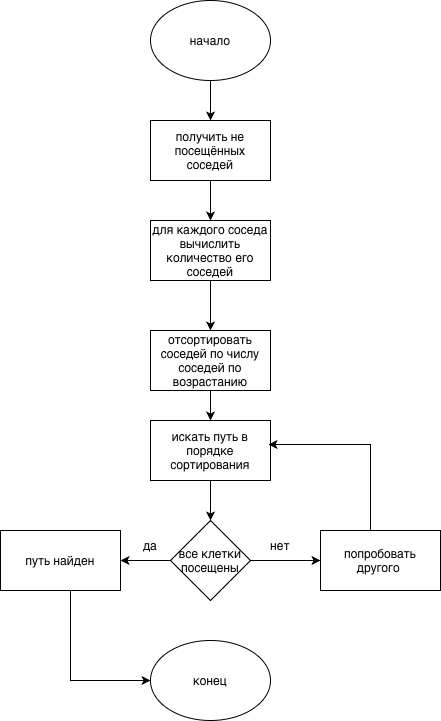 начало
получить не
посещённых
соседей
для каждого соседа
вычислить
количество его
соседей
отсортировать
соседей по числу
соседей по
возрастанию
искать путь в
порядке
сортирования
да
все клетки
посещены
нет
путь найден
попробовать
другого
конец